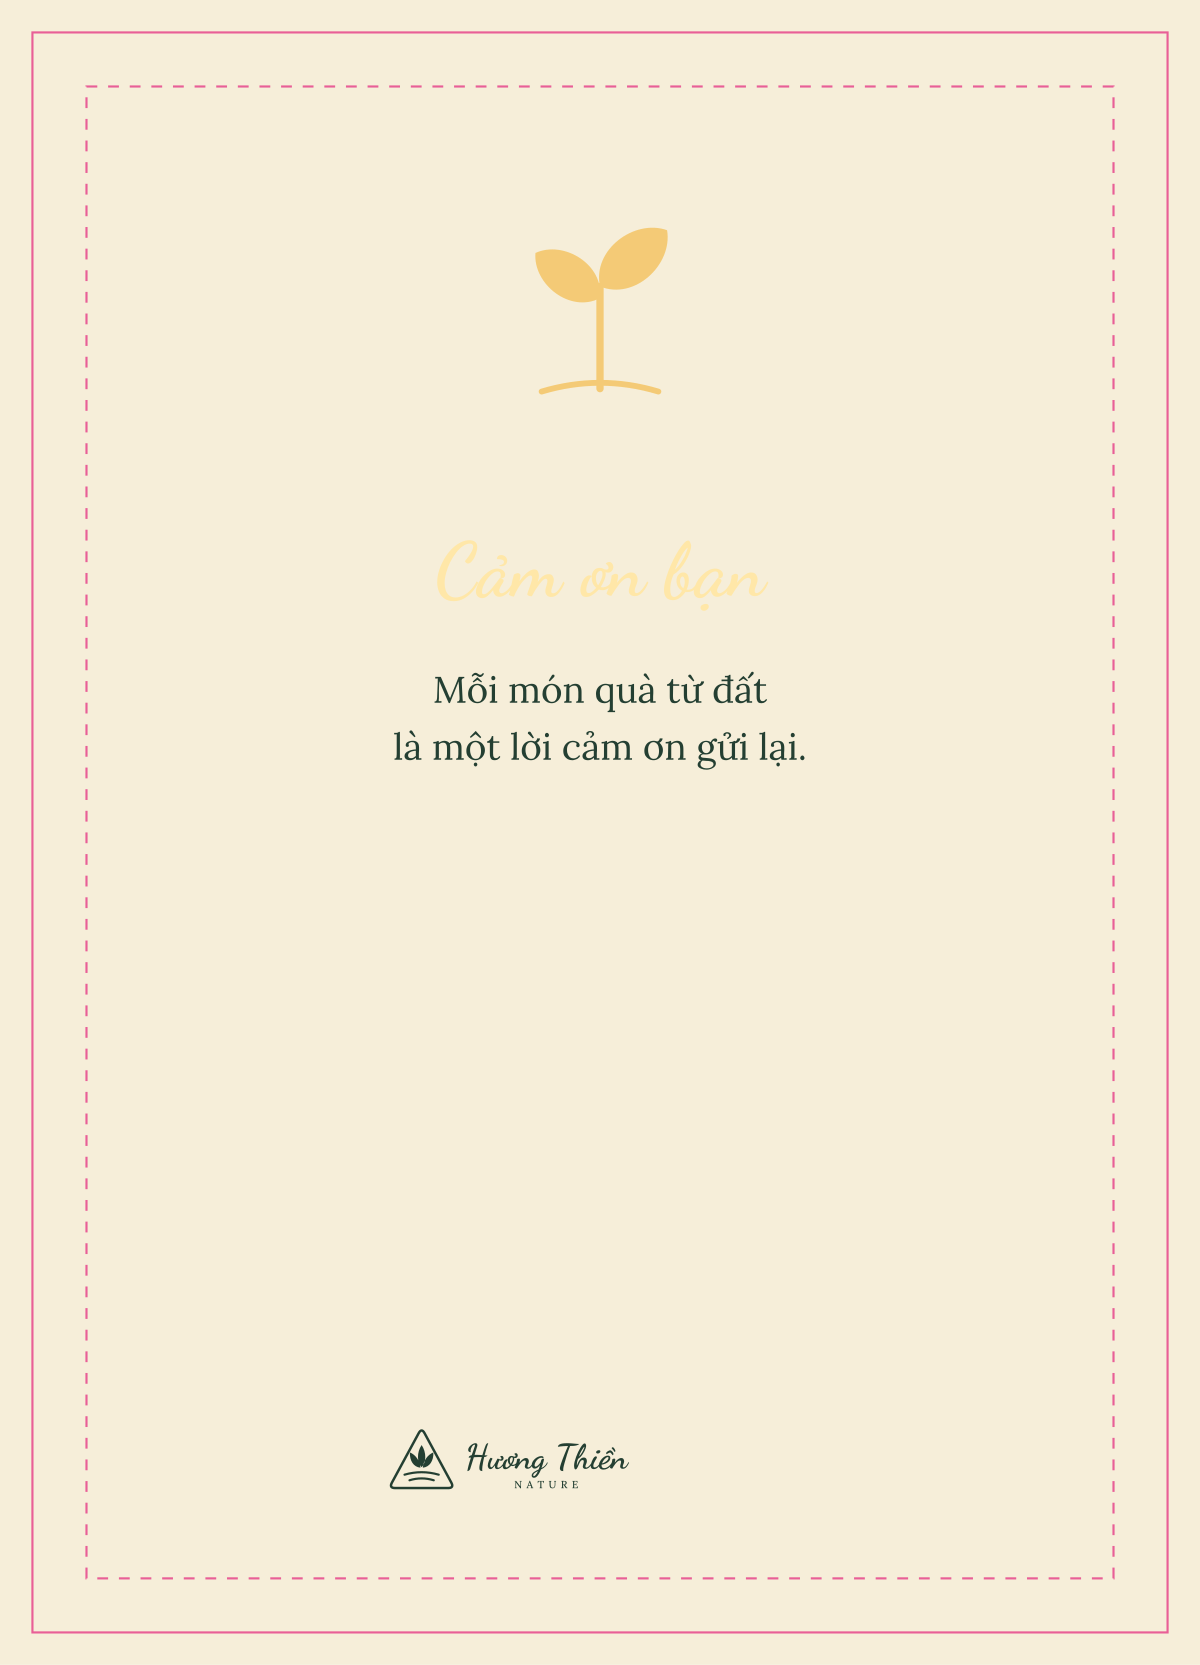 Cảm ơn bạn
Mỗi món quà từ đất
là một lời cảm ơn gửi lại.
Hương Thiền
NATURE